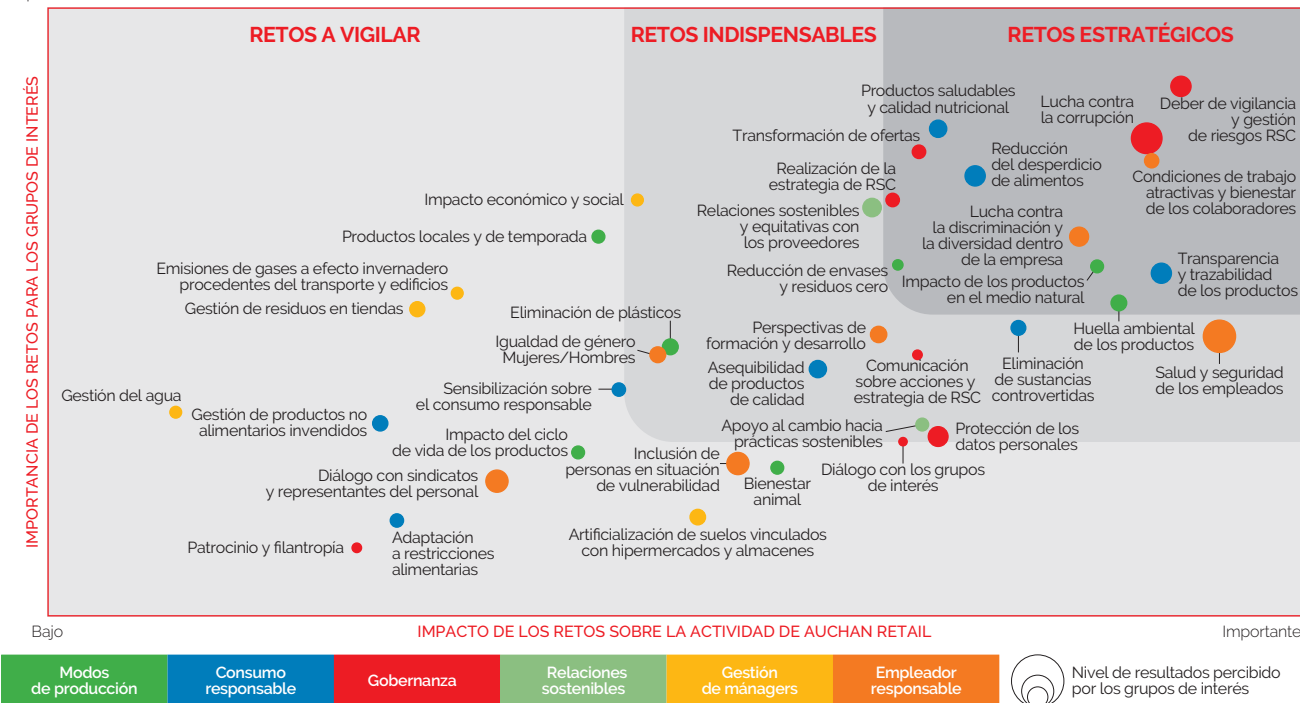 RETOS A VIGILAR
RETOS INDISPENSABLES
RETOS ESTRATÉGICOS
IMPORTANCIA DE LOS RETOS PARA LOS GRUPOS DE INTERÉS
Productos saludables
y calidad nutricional
Lucha contra
la corrupción
Deber de vigilancia
y gestión
de riesgos RSC
Transformación de ofertas
Reducción
del desperdicio
de alimentos
Realización de la
estrategia de RSC
Condiciones de trabajo
atractivas y bienestar
de los colaboradores
Impacto económico y social
Relaciones sostenibles
y equitativas con
los proveedores
Lucha contra
la discriminación y
la diversidad dentro
de la empresa
Productos locales y de temporada
Emisiones de gases a efecto invernadero
procedentes del transporte y edificios
Reducción de envases
y residuos cero
Impacto de los productos
en el medio natural
Transparencia
y trazabilidad
de los productos
Gestión de residuos en tiendas
Eliminación de plásticos
Igualdad de género
Mujeres/Hombres
Perspectivas de
formación y desarrollo
Huella ambiental
de los productos
Asequibilidad
de productos
de calidad
Comunicación
sobre acciones y
estrategia de RSC
Eliminación
de sustancias
controvertidas
Salud y seguridad
de los empleados
Sensibilización sobre
el consumo responsable
Gestión del agua
Gestión de productos no
alimentarios invendidos
Apoyo al cambio hacia
prácticas sostenibles
Protección de los
datos personales
Impacto del ciclo
de vida de los productos
Inclusión de
personas en situación
de vulnerabilidad
Bienestar
animal
Diálogo con los grupos
de interés
Diálogo con sindicatos
y representantes del personal
Artificialización de suelos vinculados
con hipermercados y almacenes
Patrocinio y filantropía
Adaptación
a restricciones
alimentarias
Bajo
IMPACTO DE LOS RETOS SOBRE LA ACTIVIDAD DE AUCHAN RETAIL
Importante
Modos
de producción
Consumo
responsable
Gobernanza
Relaciones
sostenibles
Gestión
de mánagers
Empleador
responsable
Nivel de resultados percibido
por los grupos de interés